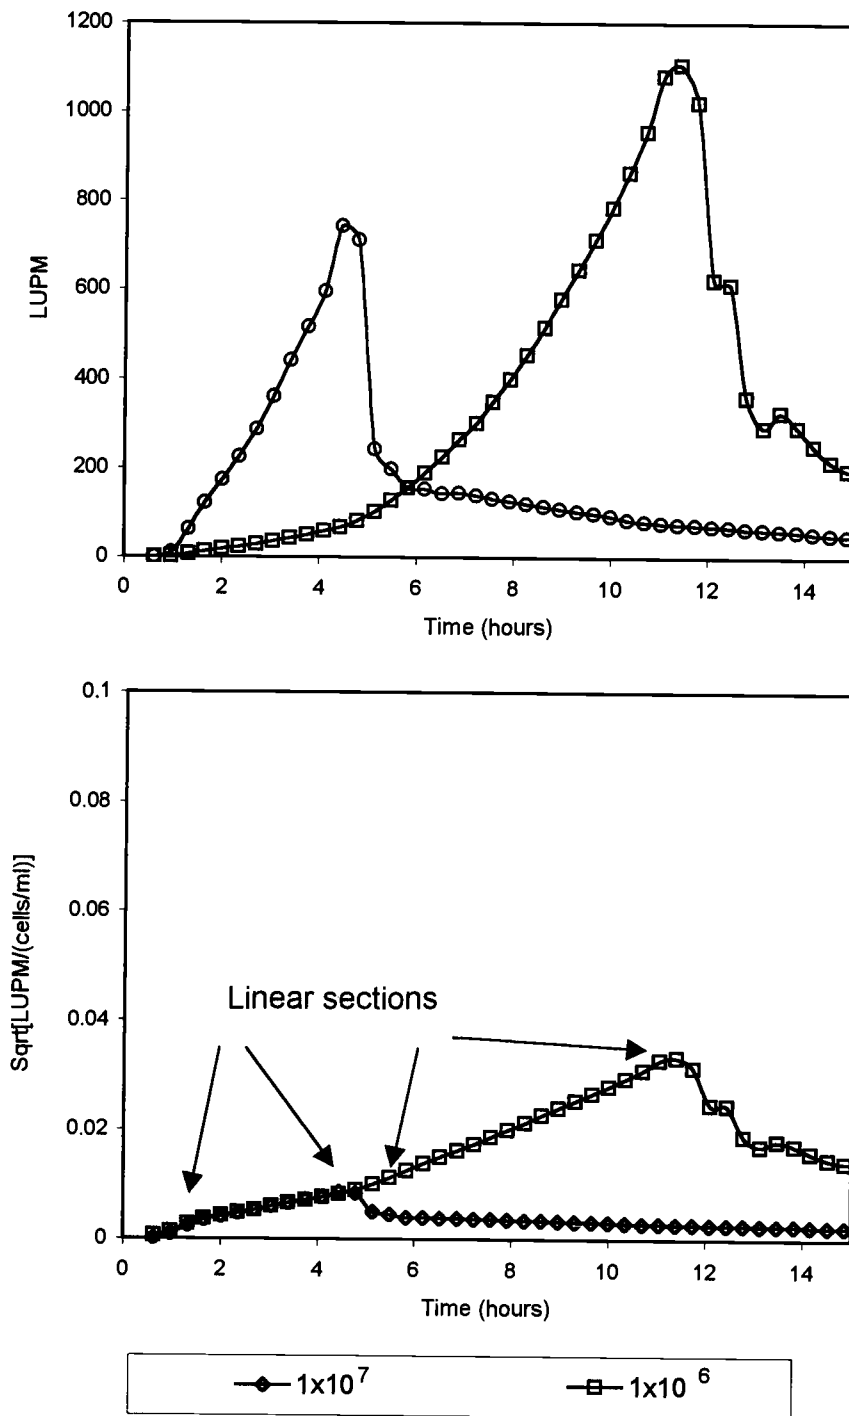 1200
1000
800
600
400
200
0
LUPM
0 2 4 6 8 10 12 14
Time (hours)
0.1
0.08
0.06
0.04
0.02
0
Sqrt[LUPM/(cells/ml)]
Linear sections
0 2 4 6 8 10 12 14
Time (hours)
1x10⁷ 1x10⁶